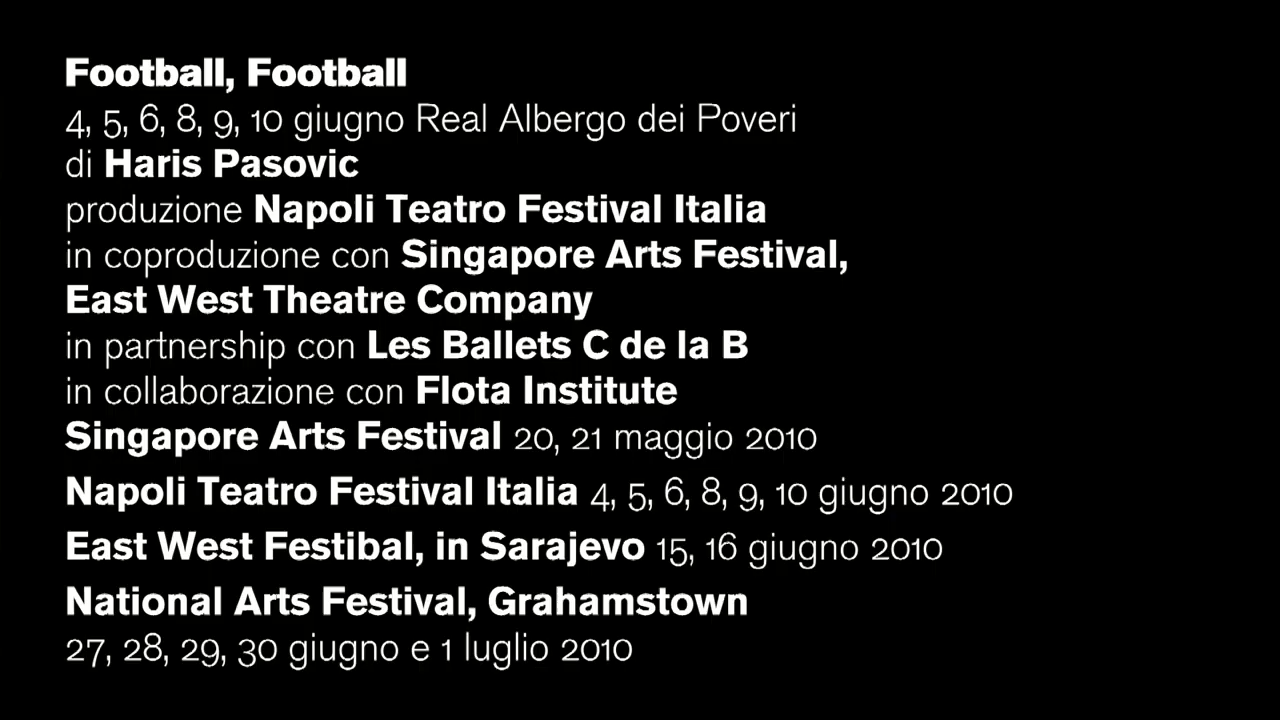 Football, Football
4, 5, 6, 8, 9, 10 giugno Real Albergo dei Poveri
di Haris Pasovic
produzione Napoli Teatro Festival Italia
in coproduzione con Singapore Arts Festival,
East West Theatre Company
in partnership con Les Ballets C de la B
in collaborazione con Flota Institute
Singapore Arts Festival 20, 21 maggio 2010
Napoli Teatro Festival Italia 4, 5, 6, 8, 9, 10 giugno 2010
East West Festibal, in Sarajevo 15, 16 giugno 2010
National Arts Festival, Grahamstown
27, 28, 29, 30 giugno e 1 luglio 2010